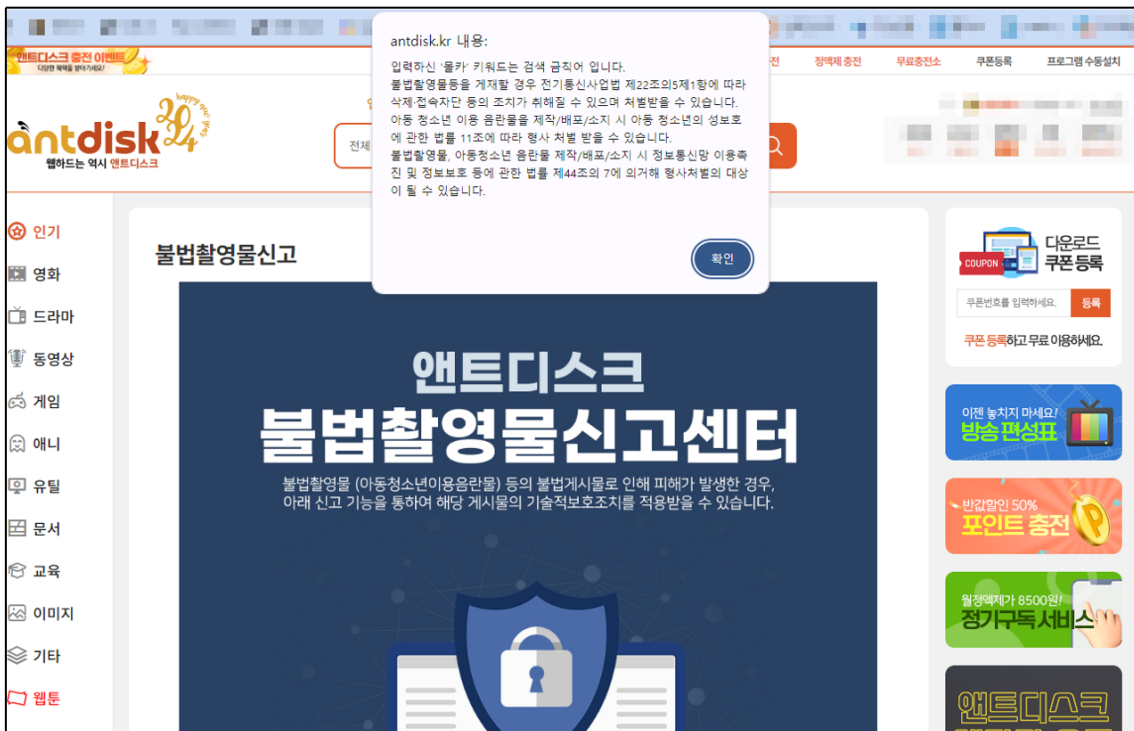 antdisk.kr 내용:
입력하신 '몰카' 키워드는 검색 금직어 입니다.
불법촬영물등을 게재할 경우 전기통신사업법 제22조의5제1항에 따라
삭제·접속차단 등의 조치가 취해질 수 있으며 처벌받을 수 있습니다.
아동 청소년 이용 음란물을 제작/배포/소지 시 아동 청소년의 성보호
에 관한 법률 11조에 따라 형사 처벌 받을 수 있습니다.
불법촬영물, 아동청소년 음란물 제작/배포/소지 시 정보통신망 이용촉
진 및 정보보호 등에 관한 법률 제44조의 7에 의거해 형사처벌의 대상
이 될 수 있습니다.
확인
앤트디스크 충전 이벤트
다양한 혜택을 받아가세요!
정액제 충전
무료충전소
쿠폰등록
프로그램 수동설치
antdisk
happy new year
2024
웹하드는 역시 앤트디스크
전체
인기
영화
드라마
동영상
게임
애니
유틸
문서
교육
이미지
기타
웹툰
불법촬영물신고
앤트디스크
불법촬영물신고센터
불법촬영물 (아동청소년이용음란물) 등의 불법게시물로 인해 피해가 발생한 경우,
아래 신고 기능을 통하여 해당 게시물의 기술적보호조치를 적용받을 수 있습니다.
COUPON
다운로드
쿠폰 등록
쿠폰번호를 입력하세요.
등록
쿠폰 등록하고 무료 이용하세요.
이젠 놓치지 마세요!
방송 편성표
반값할인 50%
포인트 충전
P
월정액제가 8500원!
정기구독 서비스
앤트디스크